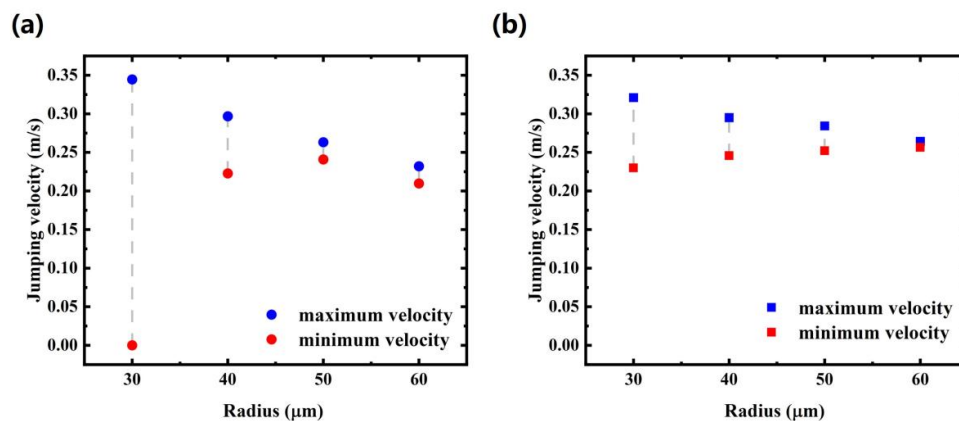 (a)
Jumping velocity (m/s)
0.35
0.30
0.25
0.20
0.15
0.10
0.05
0.00
maximum velocity
minimum velocity
30 40 50 60
Radius (μm)
(b)
Jumping velocity (m/s)
0.35
0.30
0.25
0.20
0.15
0.10
0.05
0.00
maximum velocity
minimum velocity
30 40 50 60
Radius (μm)